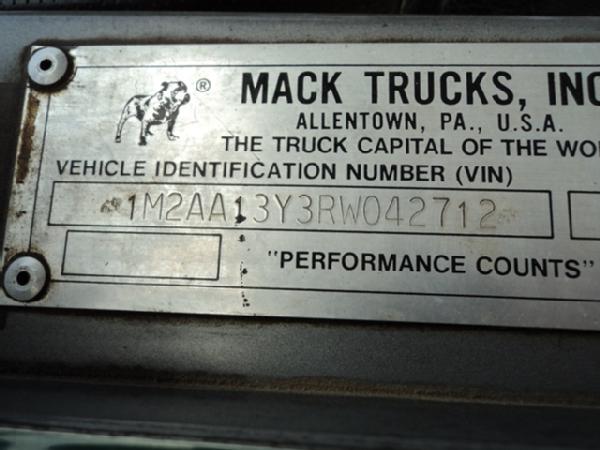 ®
MACK TRUCKS, INC
ALLENTOWN, PA., U.S.A.
THE TRUCK CAPITAL OF THE WO
VEHICLE IDENTIFICATION NUMBER (VIN)
1M2AA13Y3RW042712
"PERFORMANCE COUNTS"